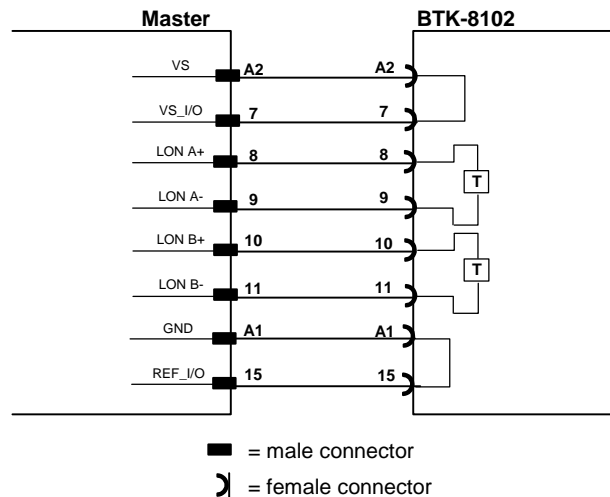 Master BTK-8102
VS A2 A2
VS_I/O 7 7
LON A+ 8 8
T
LON A- 9 9
LON B+ 10 10
T
LON B- 11 11
GND A1 A1
REF_I/O 15 15
= male connector
= female connector